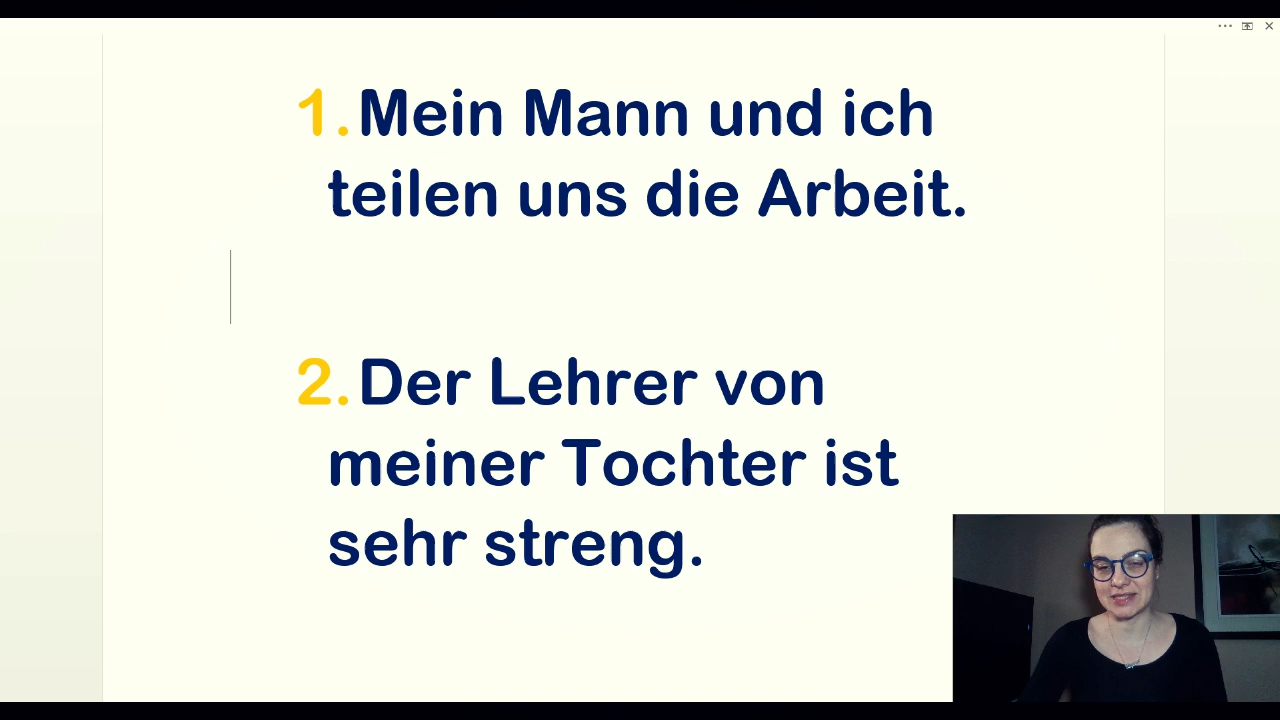 1. Mein Mann und ich
teilen uns die Arbeit.
2. Der Lehrer von
meiner Tochter ist
sehr streng.